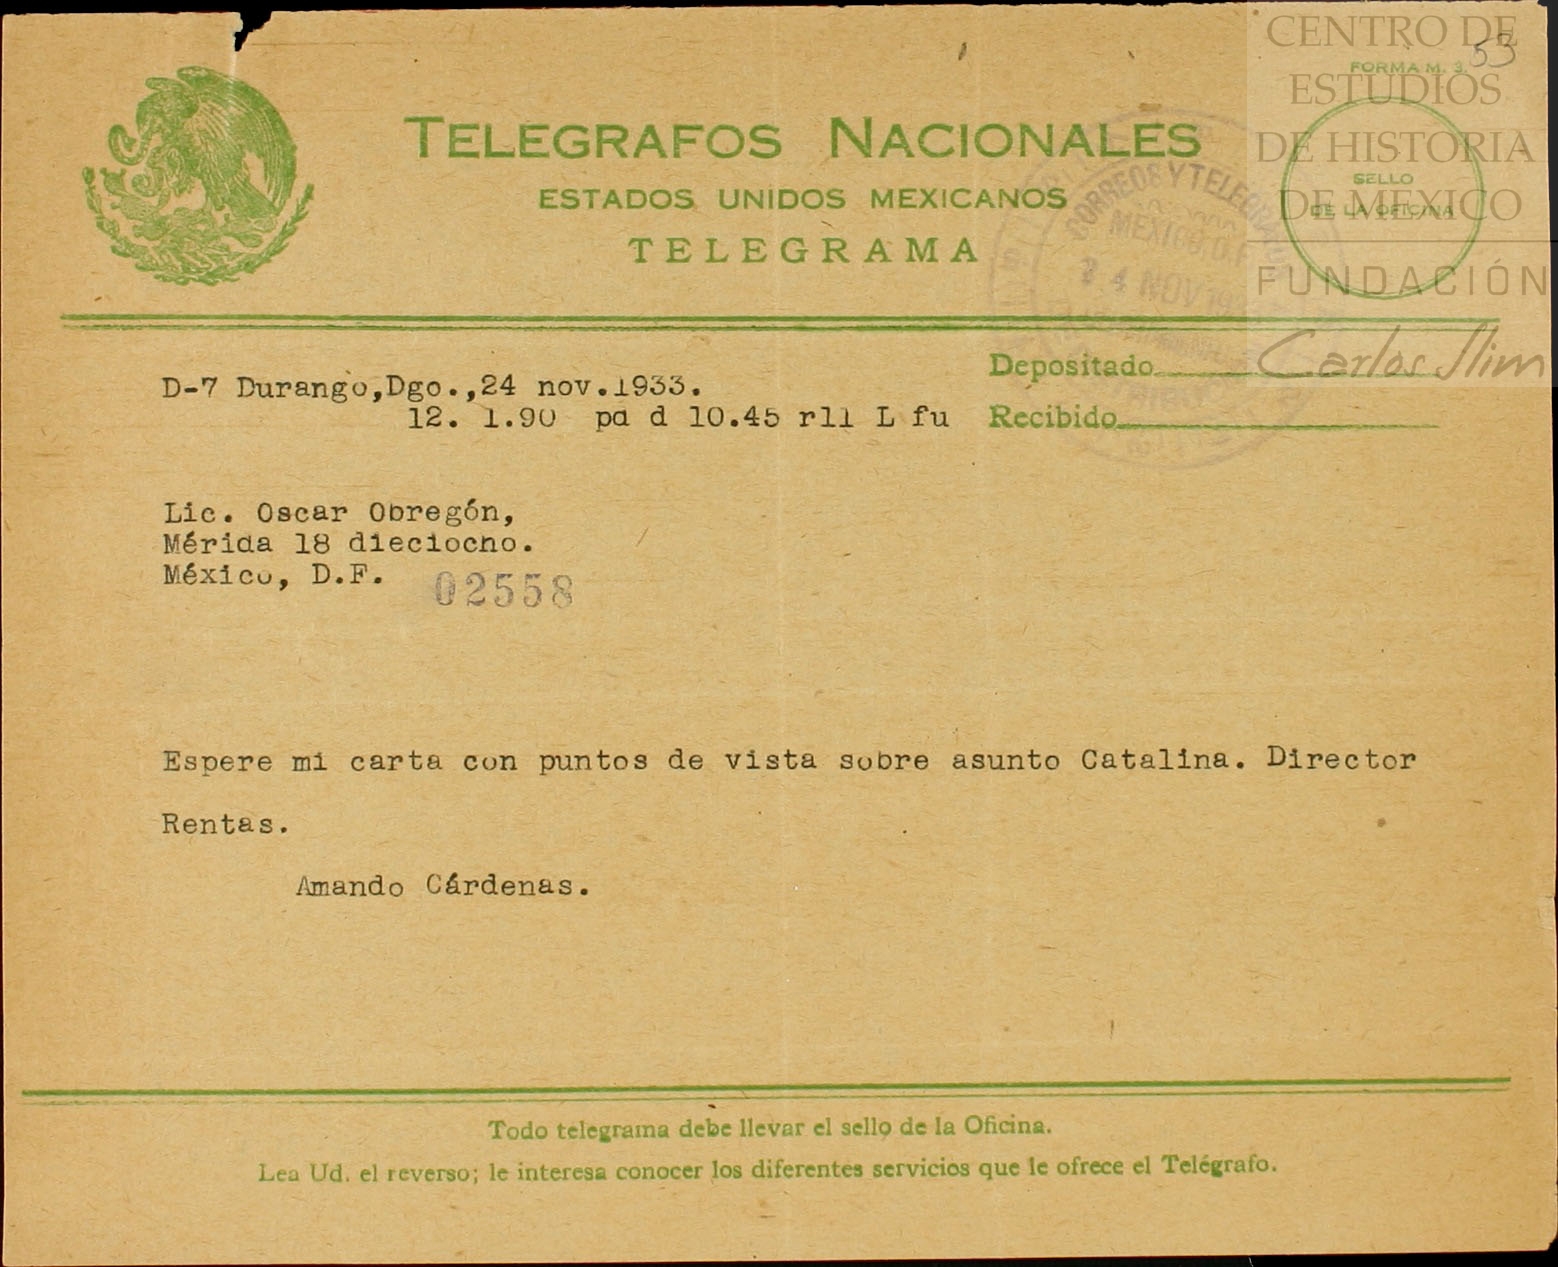 CENTRO DE
ESTUDIOS
DE HISTORIA
DE MÉXICO
FUNDACIÓN
Carlos Slim
53
FORMA M. 3.
SELLO
DE LA OFICINA
TELEGRAFOS NACIONALES
ESTADOS UNIDOS MEXICANOS
TELEGRAMA
CORREOS Y TELEGRAFOS
MEXICO, D.F.
24 NOV
Depositado
D-7 Durango,Dgo.,24 nov.1933.
12. 1.90 pa d 10.45 r11 L fu
Recibido
Lic. Oscar Obregón,
Mérida 18 dieciocho.
México, D.F.
02558
Espere mi carta con puntos de vista sobre asunto Catalina. Director
Rentas.
Amando Cárdenas.
Todo telegrama debe llevar el sello de la Oficina.
Lea Ud. el reverso; le interesa conocer los diferentes servicios que le ofrece el Telégrafo.